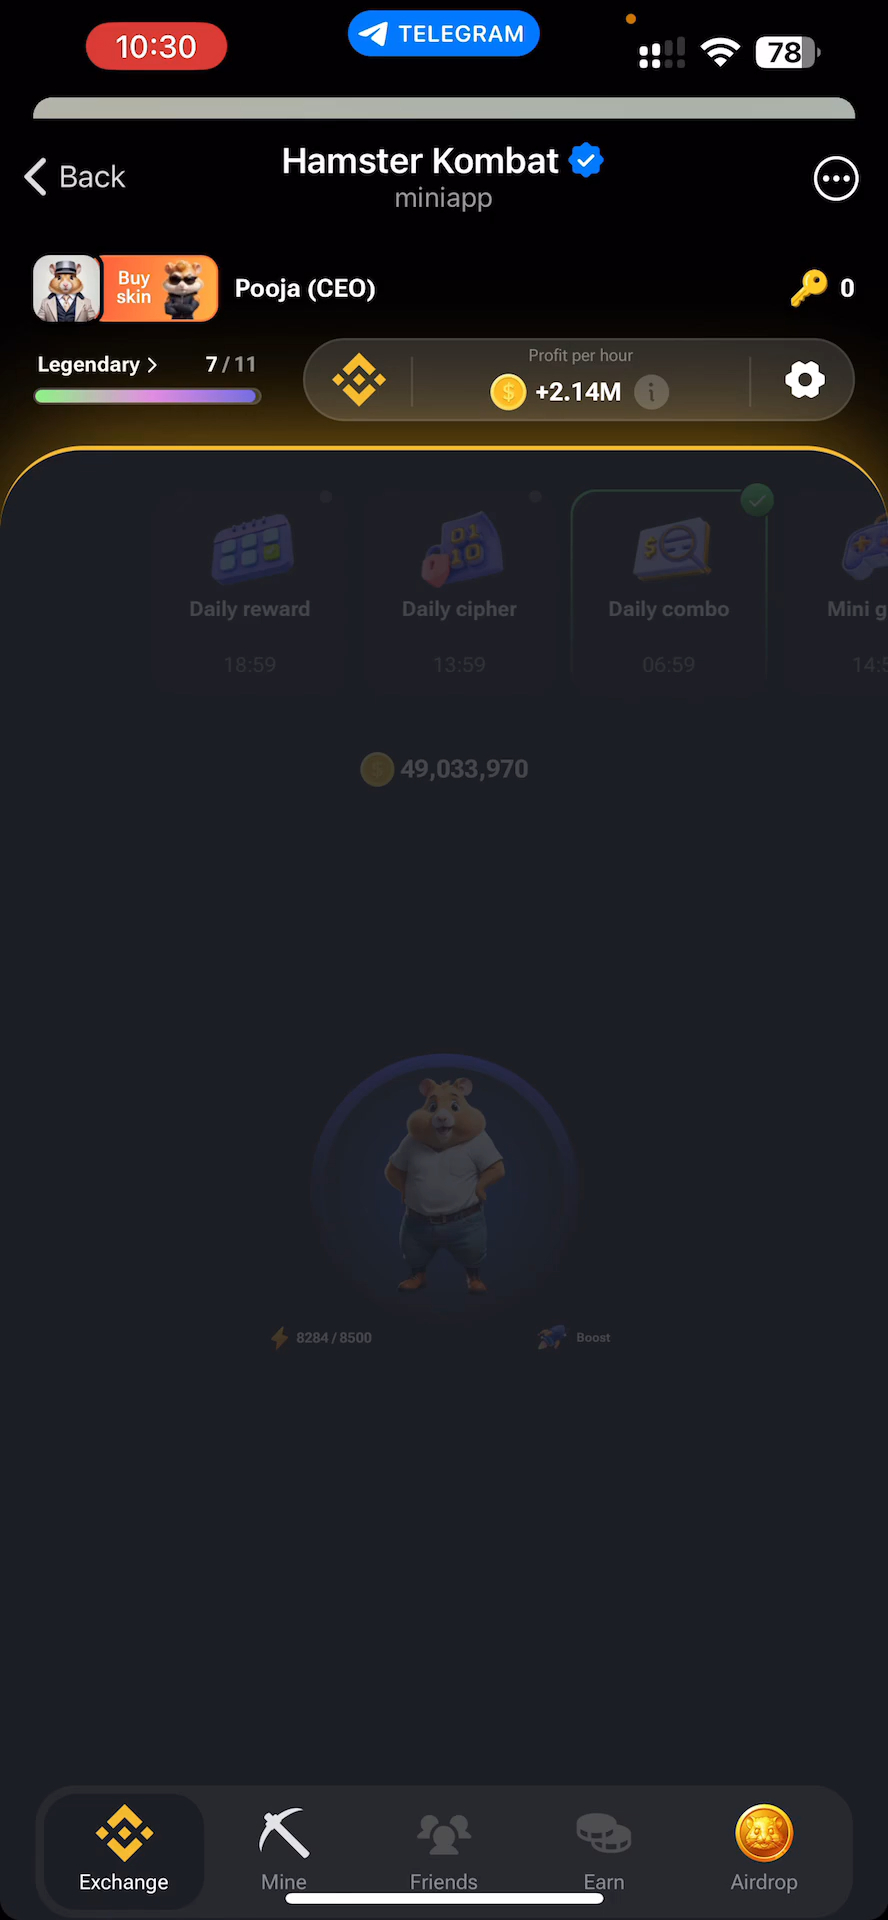 10:30
TELEGRAM
78
Back
Hamster Kombat
miniapp
Buy
skin
Pooja (CEO)
0
Legendary >
7 / 11
Profit per hour
$ +2.14M i
Daily reward
Daily cipher
Daily combo
Mini g
18:59
13:59
06:59
14:5
$ 49,033,970
8284 / 8500
Boost
Exchange
Mine
Friends
Earn
Airdrop